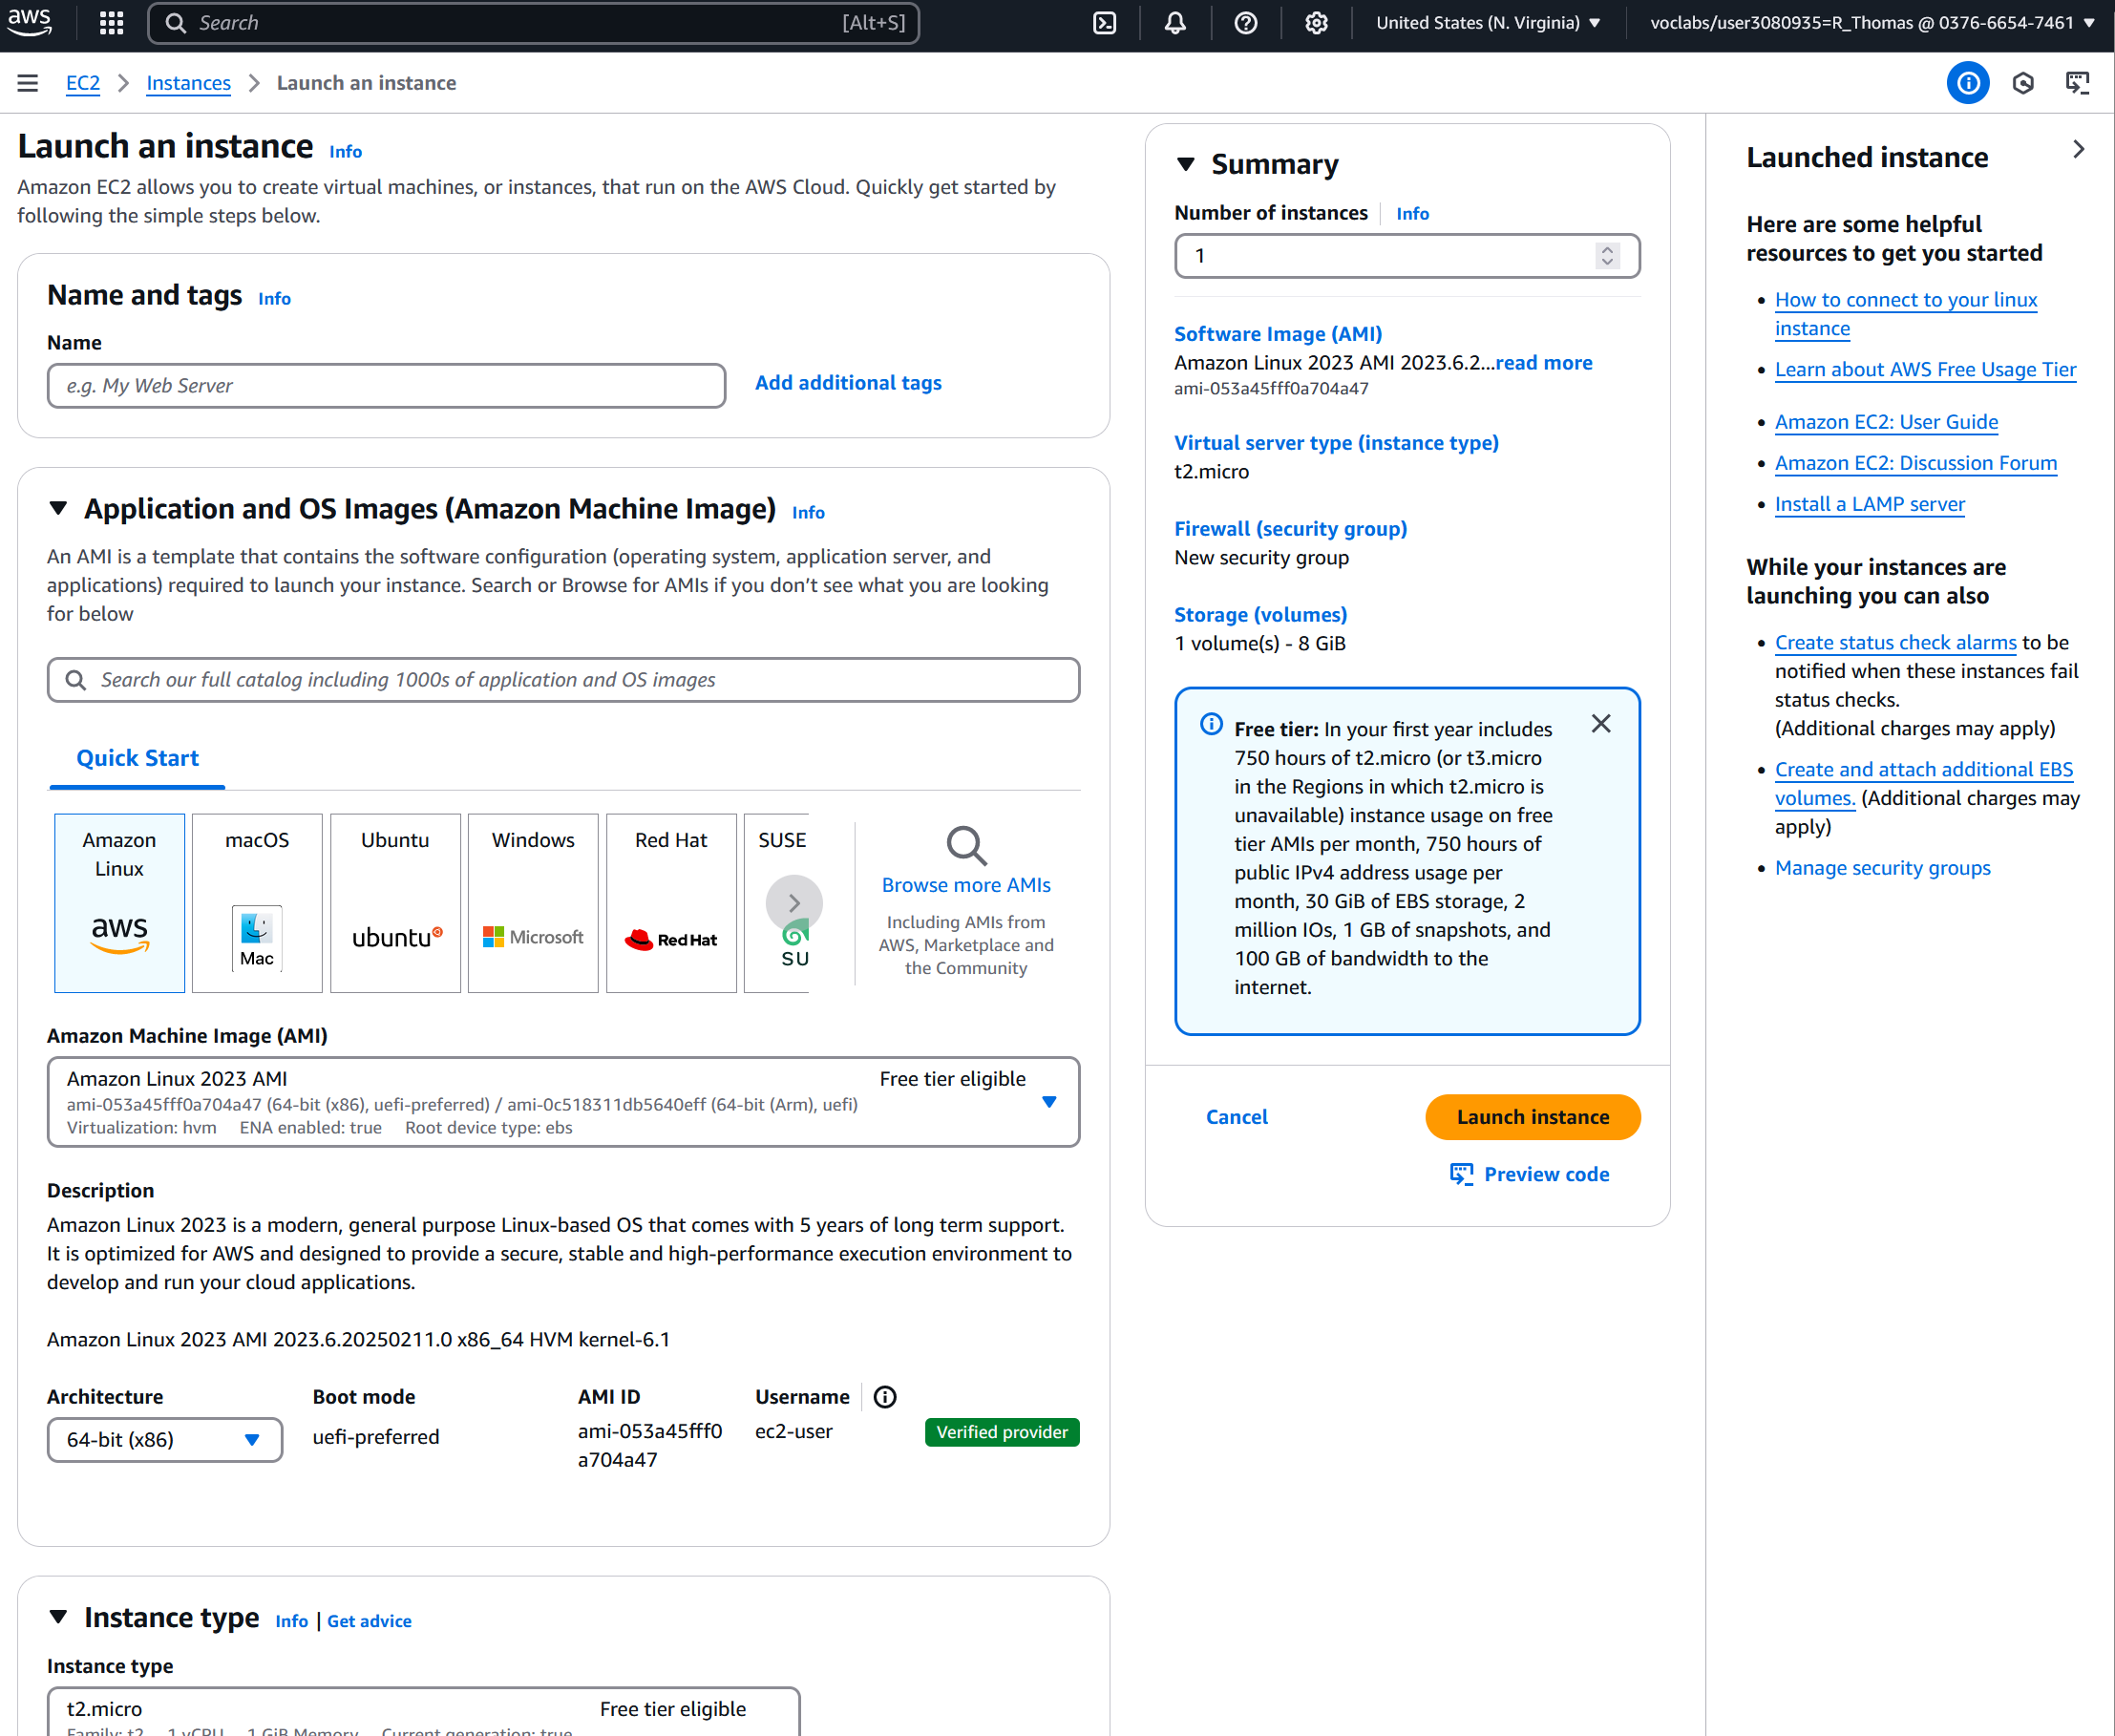 aws
Search [Alt+S]
United States (N. Virginia)
voclabs/user3080935=R_Thomas @ 0376-6654-7461
EC2
Instances
Launch an instance
Launch an instance Info
Amazon EC2 allows you to create virtual machines, or instances, that run on the AWS Cloud. Quickly get started by
following the simple steps below.
Name and tags Info
Name
e.g. My Web Server
Add additional tags
Application and OS Images (Amazon Machine Image) Info
An AMI is a template that contains the software configuration (operating system, application server, and
applications) required to launch your instance. Search or Browse for AMIs if you don’t see what you are looking
for below
Search our full catalog including 1000s of application and OS images
Quick Start
Amazon
Linux
aws
macOS
Mac
Ubuntu
ubuntu
Windows
Microsoft
Red Hat
Red Hat
SUSE
SU
Browse more AMIs
Including AMIs from
AWS, Marketplace and
the Community
Amazon Machine Image (AMI)
Amazon Linux 2023 AMI
Free tier eligible
ami-053a45fff0a704a47 (64-bit (x86), uefi-preferred) / ami-0c518311db5640eff (64-bit (Arm), uefi)
Virtualization: hvm ENA enabled: true Root device type: ebs
Description
Amazon Linux 2023 is a modern, general purpose Linux-based OS that comes with 5 years of long term support.
It is optimized for AWS and designed to provide a secure, stable and high-performance execution environment to
develop and run your cloud applications.
Amazon Linux 2023 AMI 2023.6.20250211.0 x86_64 HVM kernel-6.1
Architecture
64-bit (x86)
Boot mode
uefi-preferred
AMI ID
ami-053a45fff0
a704a47
Username
ec2-user
Verified provider
Instance type Info | Get advice
Instance type
t2.micro
Free tier eligible
Family: t2 1 vCPU 1 GiB Memory Current generation: true
Summary
Number of instances Info
1
Software Image (AMI)
Amazon Linux 2023 AMI 2023.6.2...read more
ami-053a45fff0a704a47
Virtual server type (instance type)
t2.micro
Firewall (security group)
New security group
Storage (volumes)
1 volume(s) - 8 GiB
Free tier: In your first year includes
750 hours of t2.micro (or t3.micro
in the Regions in which t2.micro is
unavailable) instance usage on free
tier AMIs per month, 750 hours of
public IPv4 address usage per
month, 30 GiB of EBS storage, 2
million IOs, 1 GB of snapshots, and
100 GB of bandwidth to the
internet.
Cancel
Launch instance
Preview code
Launched instance
Here are some helpful
resources to get you started
• How to connect to your linux
instance
• Learn about AWS Free Usage Tier
• Amazon EC2: User Guide
• Amazon EC2: Discussion Forum
• Install a LAMP server
While your instances are
launching you can also
• Create status check alarms to be
notified when these instances fail
status checks.
(Additional charges may apply)
• Create and attach additional EBS
volumes. (Additional charges may
apply)
• Manage security groups